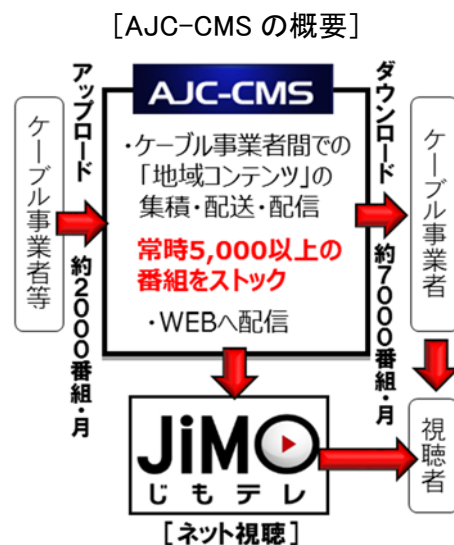 [AJC-CMS の概要]
AJC-CMS
ケーブル事業者等
アップロード 約2000番組・月
・ケーブル事業者間での
「地域コンテンツ」の
集積・配送・配信
常時5,000以上の
番組をストック
・WEBへ配信
ダウンロード 約7000番組・月
ケーブル事業者
視聴者
JiMO
じもテレ
[ネット視聴]